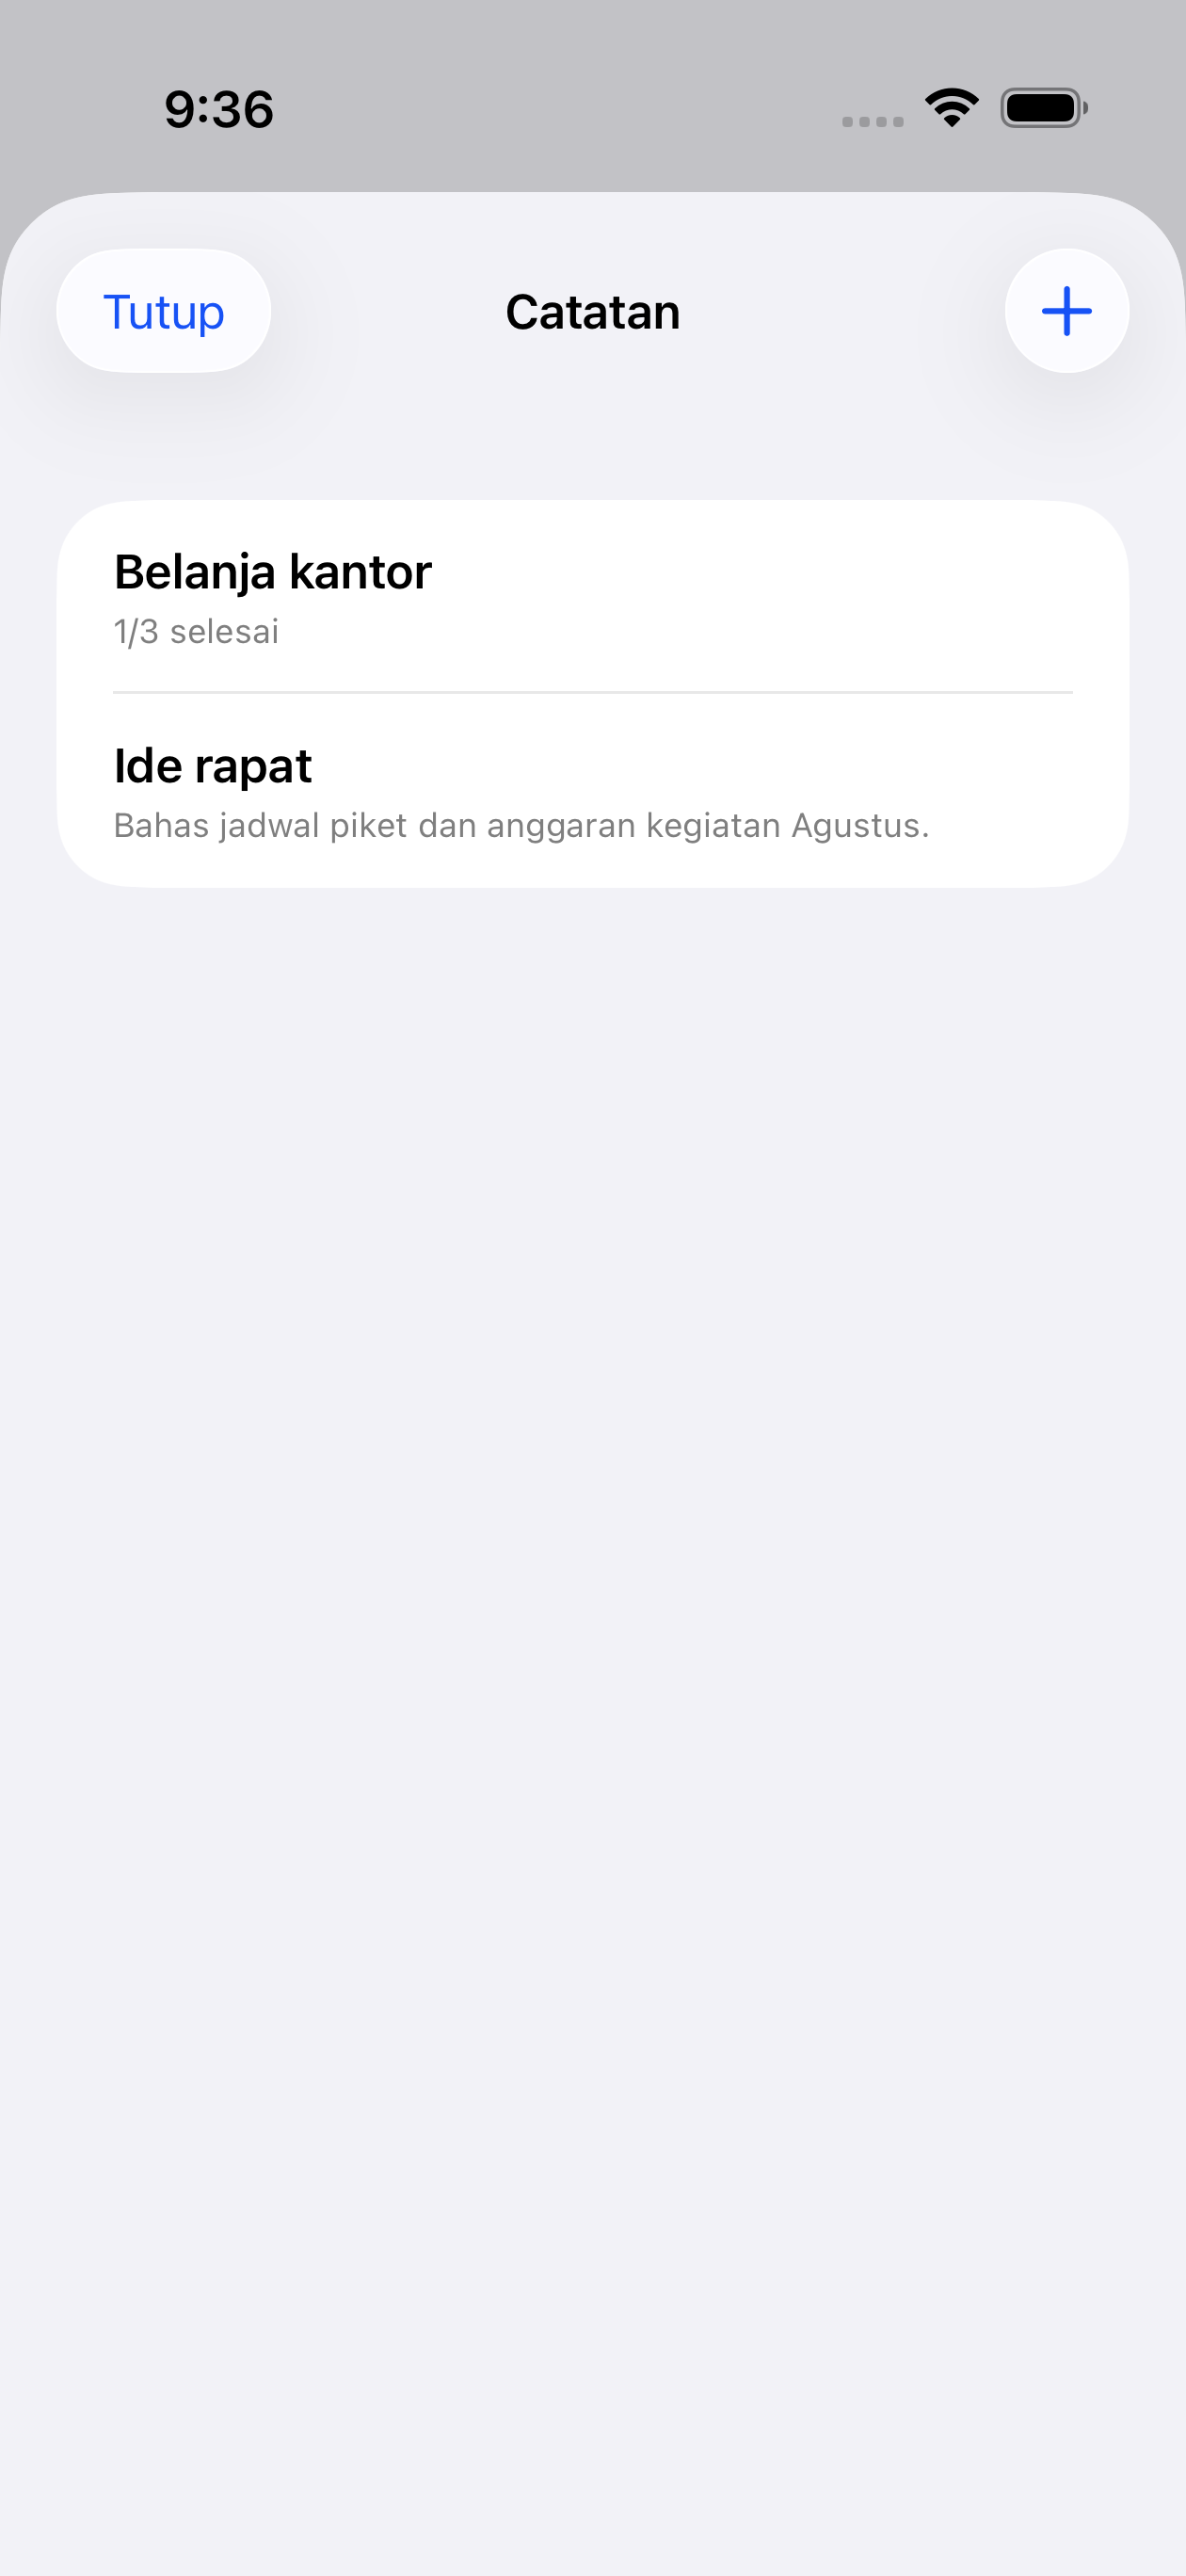 9:36
Tutup
Catatan
Belanja kantor
1/3 selesai
Ide rapat
Bahas jadwal piket dan anggaran kegiatan Agustus.